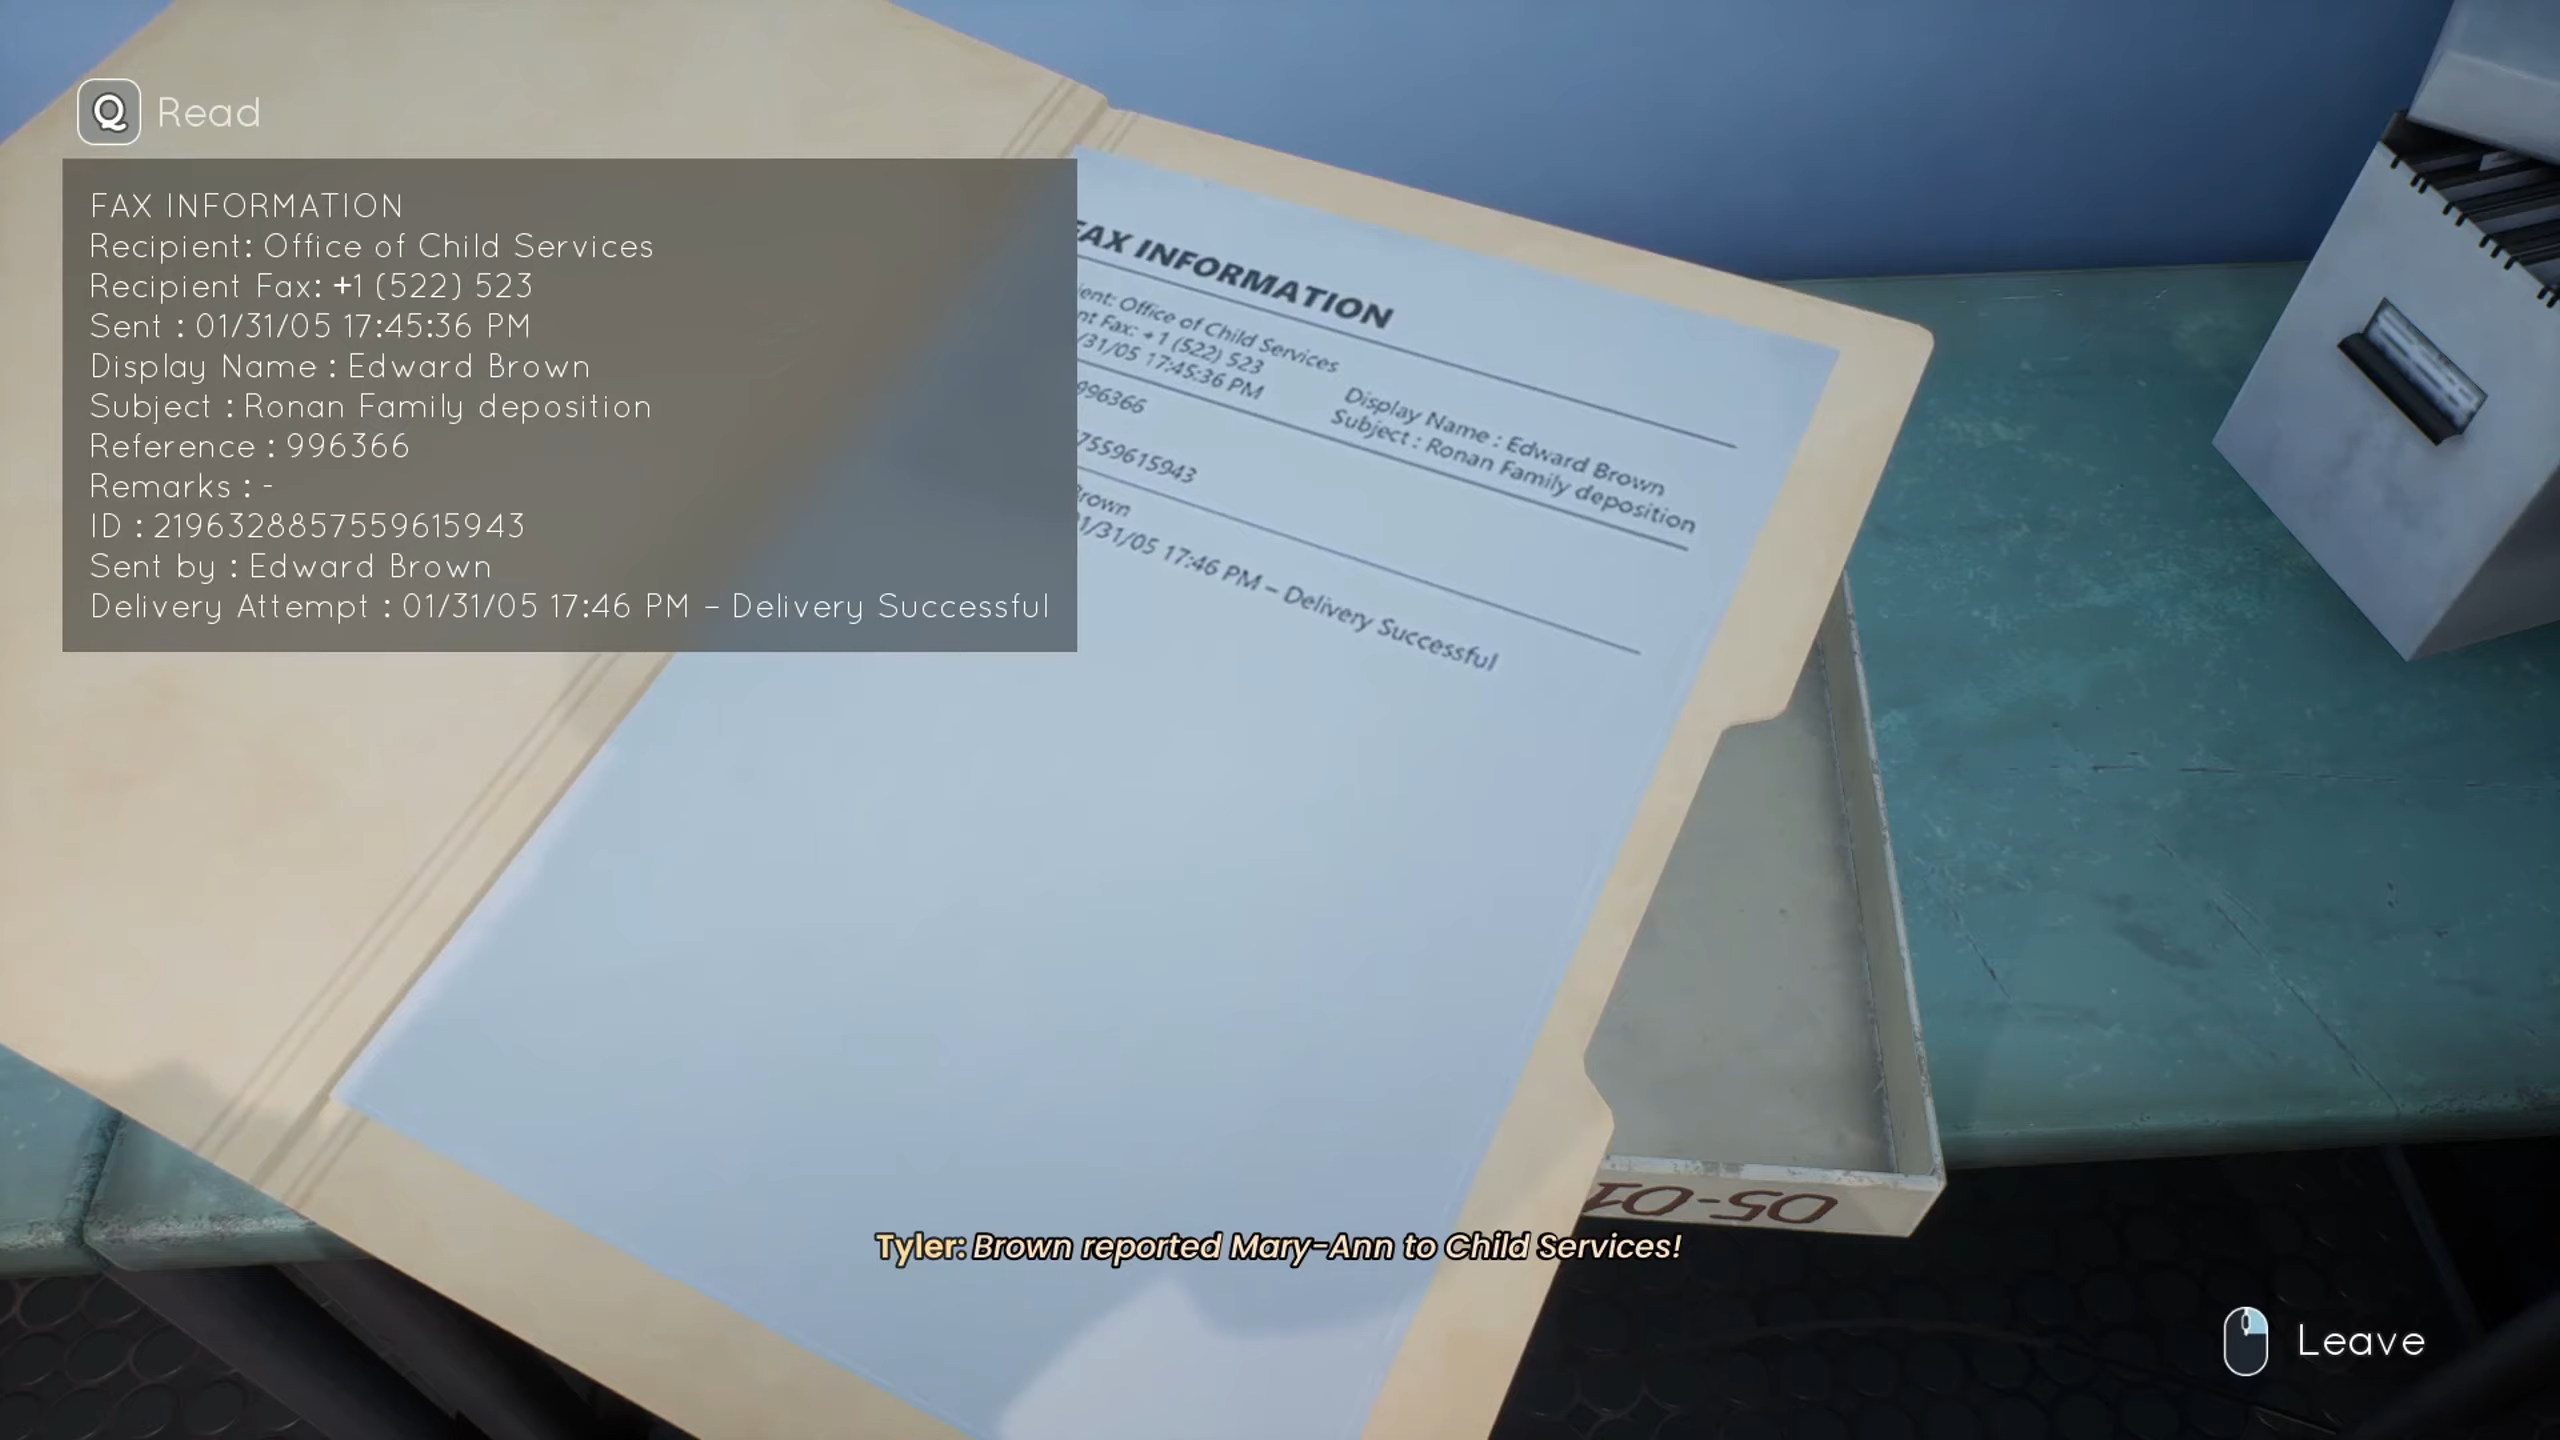 Q Read
FAX INFORMATION
Recipient: Office of Child Services
Recipient Fax: +1 (522) 523
Sent : 01/31/05 17:45:36 PM
Display Name : Edward Brown
Subject : Ronan Family deposition
Reference : 996366
Remarks : -
ID : 2196328857559615943
Sent by : Edward Brown
Delivery Attempt : 01/31/05 17:46 PM – Delivery Successful
FAX INFORMATION
ient: Office of Child Services
nt Fax: +1 (522) 523
/31/05 17:45:36 PM
Display Name : Edward Brown
Subject : Ronan Family deposition
996366
7559615943
Brown
01/31/05 17:46 PM – Delivery Successful
05-01
Tyler: Brown reported Mary-Ann to Child Services!
Leave